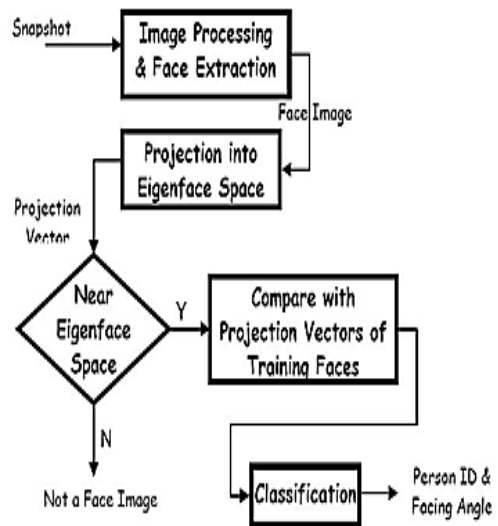 Snapshot
Image Processing
& Face Extraction
Face Image
Projection into
Eigenface Space
Projection
Vector
Near
Eigenface
Space
Y
Compare with
Projection Vectors of
Training Faces
N
Not a Face Image
Classification
Person ID &
Facing Angle